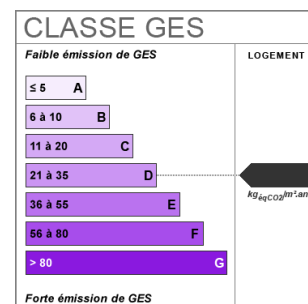 CLASSE GES
Faible émission de GES
LOGEMENT
≤ 5 A
6 à 10 B
11 à 20 C
21 à 35 D
kgéqCO2/m².an
36 à 55 E
56 à 80 F
> 80 G
Forte émission de GES